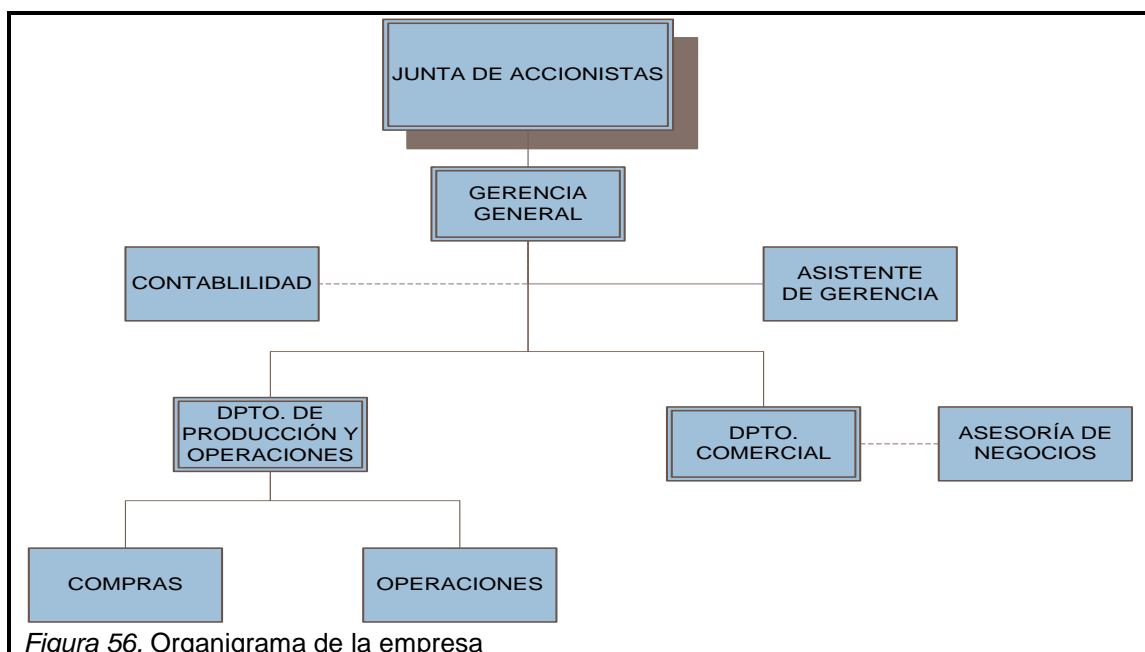 JUNTA DE ACCIONISTAS
GERENCIA
GENERAL
CONTABLILIDAD
ASISTENTE
DE GERENCIA
DPTO. DE
PRODUCCIÓN Y
OPERACIONES
DPTO.
COMERCIAL
ASESORÍA DE
NEGOCIOS
COMPRAS
OPERACIONES
Figura 56. Organigrama de la empresa